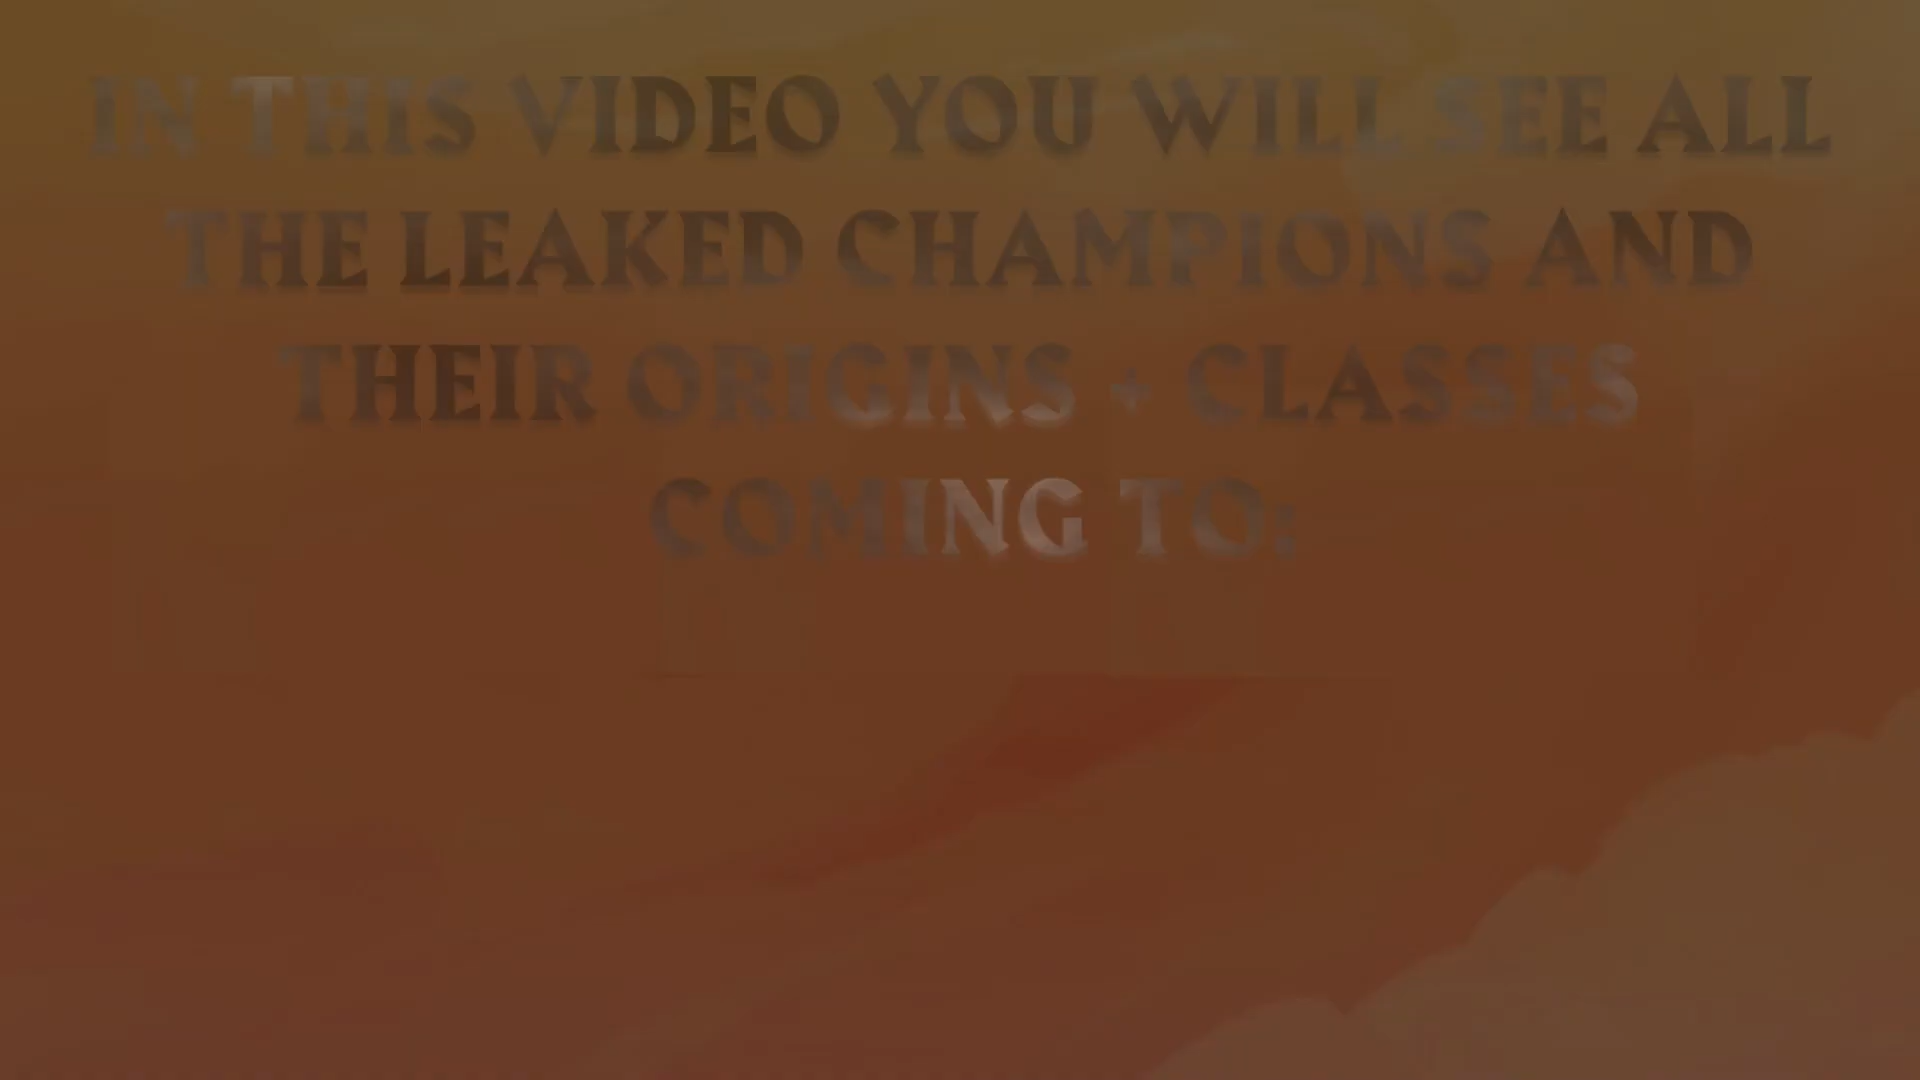 IN THIS VIDEO YOU WILL SEE ALL
THE LEAKED CHAMPIONS AND
THEIR ORIGINS + CLASSES
COMING TO: